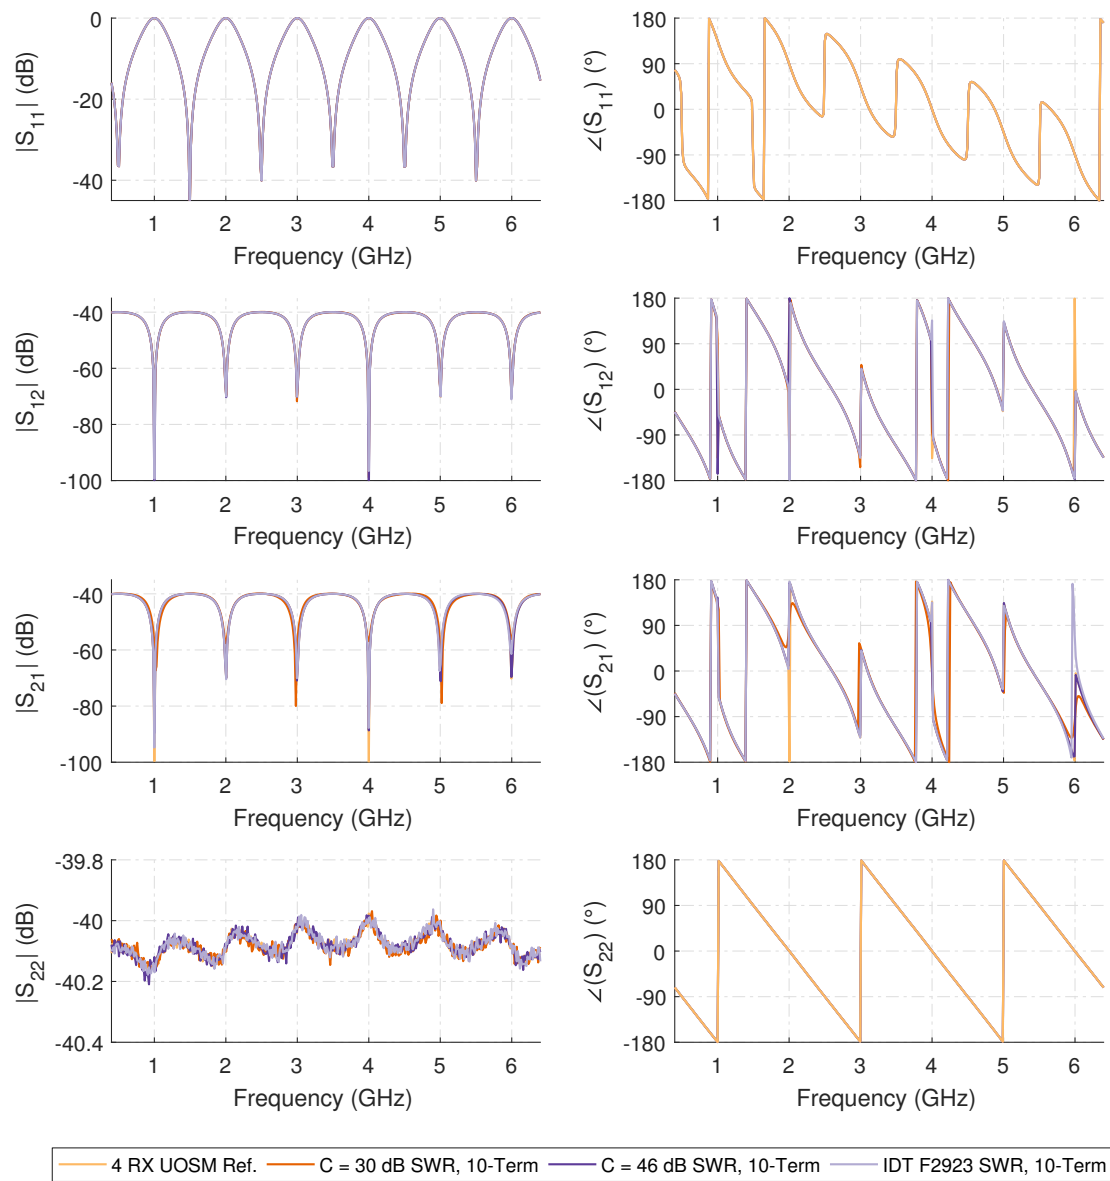 0
-20
-40
|S11| (dB)
1 2 3 4 5 6
Frequency (GHz)
180
90
0
-90
-180
∠(S11) (°)
1 2 3 4 5 6
Frequency (GHz)
-40
-60
-80
-100
|S12| (dB)
1 2 3 4 5 6
Frequency (GHz)
180
90
0
-90
-180
∠(S12) (°)
1 2 3 4 5 6
Frequency (GHz)
-40
-60
-80
-100
|S21| (dB)
1 2 3 4 5 6
Frequency (GHz)
180
90
0
-90
-180
∠(S21) (°)
1 2 3 4 5 6
Frequency (GHz)
-39.8
-40
-40.2
-40.4
|S22| (dB)
1 2 3 4 5 6
Frequency (GHz)
180
90
0
-90
-180
∠(S22) (°)
1 2 3 4 5 6
Frequency (GHz)
4 RX UOSM Ref. C = 30 dB SWR, 10-Term C = 46 dB SWR, 10-Term IDT F2923 SWR, 10-Term